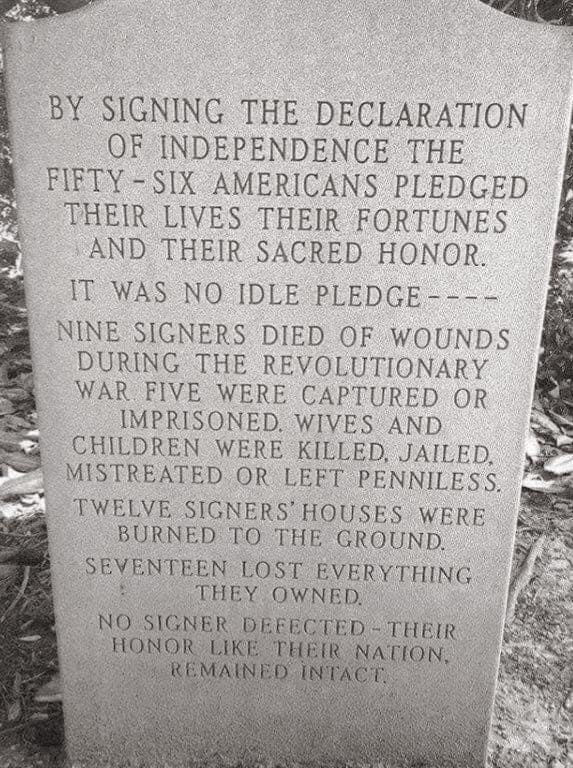 BY SIGNING THE DECLARATION
OF INDEPENDENCE THE
FIFTY-SIX AMERICANS PLEDGED
THEIR LIVES THEIR FORTUNES
AND THEIR SACRED HONOR.
IT WAS NO IDLE PLEDGE----
NINE SIGNERS DIED OF WOUNDS
DURING THE REVOLUTIONARY
WAR FIVE WERE CAPTURED OR
IMPRISONED. WIVES AND
CHILDREN WERE KILLED, JAILED,
MISTREATED OR LEFT PENNILESS.
TWELVE SIGNERS' HOUSES WERE
BURNED TO THE GROUND.
SEVENTEEN LOST EVERYTHING
THEY OWNED.
NO SIGNER DEFECTED-THEIR
HONOR LIKE THEIR NATION,
REMAINED INTACT.